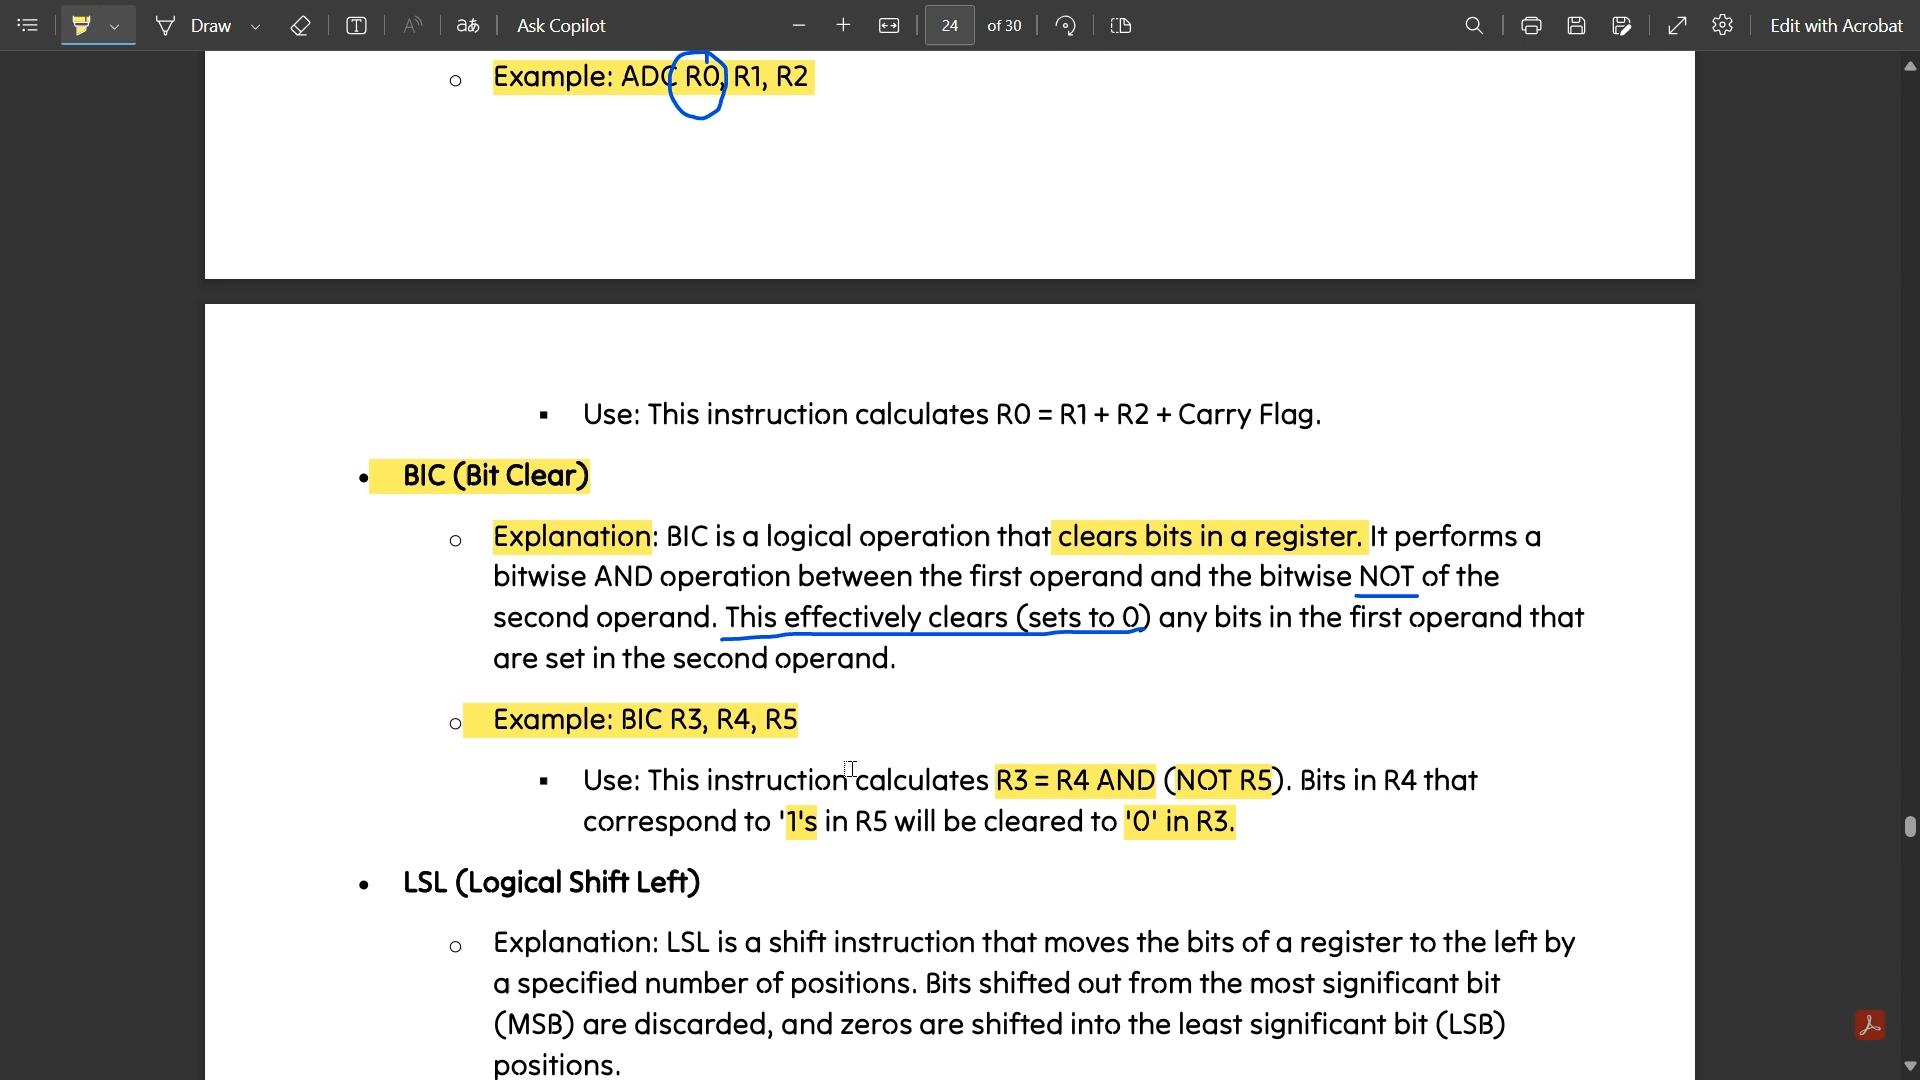 Draw
aあ
Ask Copilot
24 of 30
Edit with Acrobat
Example: ADC R0, R1, R2
Use: This instruction calculates R0 = R1 + R2 + Carry Flag.
BIC (Bit Clear)
Explanation: BIC is a logical operation that clears bits in a register. It performs a
bitwise AND operation between the first operand and the bitwise NOT of the
second operand. This effectively clears (sets to 0) any bits in the first operand that
are set in the second operand.
Example: BIC R3, R4, R5
Use: This instruction calculates R3 = R4 AND (NOT R5). Bits in R4 that
correspond to '1's in R5 will be cleared to '0' in R3.
LSL (Logical Shift Left)
Explanation: LSL is a shift instruction that moves the bits of a register to the left by
a specified number of positions. Bits shifted out from the most significant bit
(MSB) are discarded, and zeros are shifted into the least significant bit (LSB)
positions.